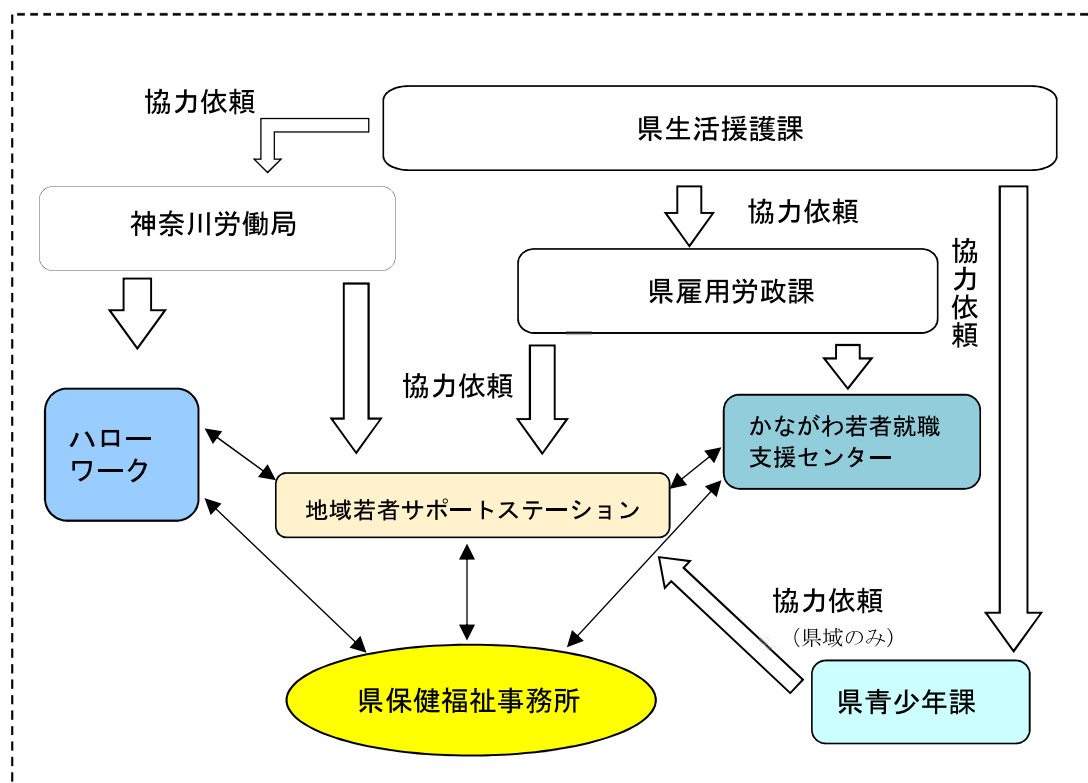 協力依頼
県生活援護課
神奈川労働局
協力依頼
県雇用労政課
協力依頼
協力依頼
ハロー
ワーク
かながわ若者就職
支援センター
地域若者サポートステーション
協力依頼
（県域のみ）
県保健福祉事務所
県青少年課